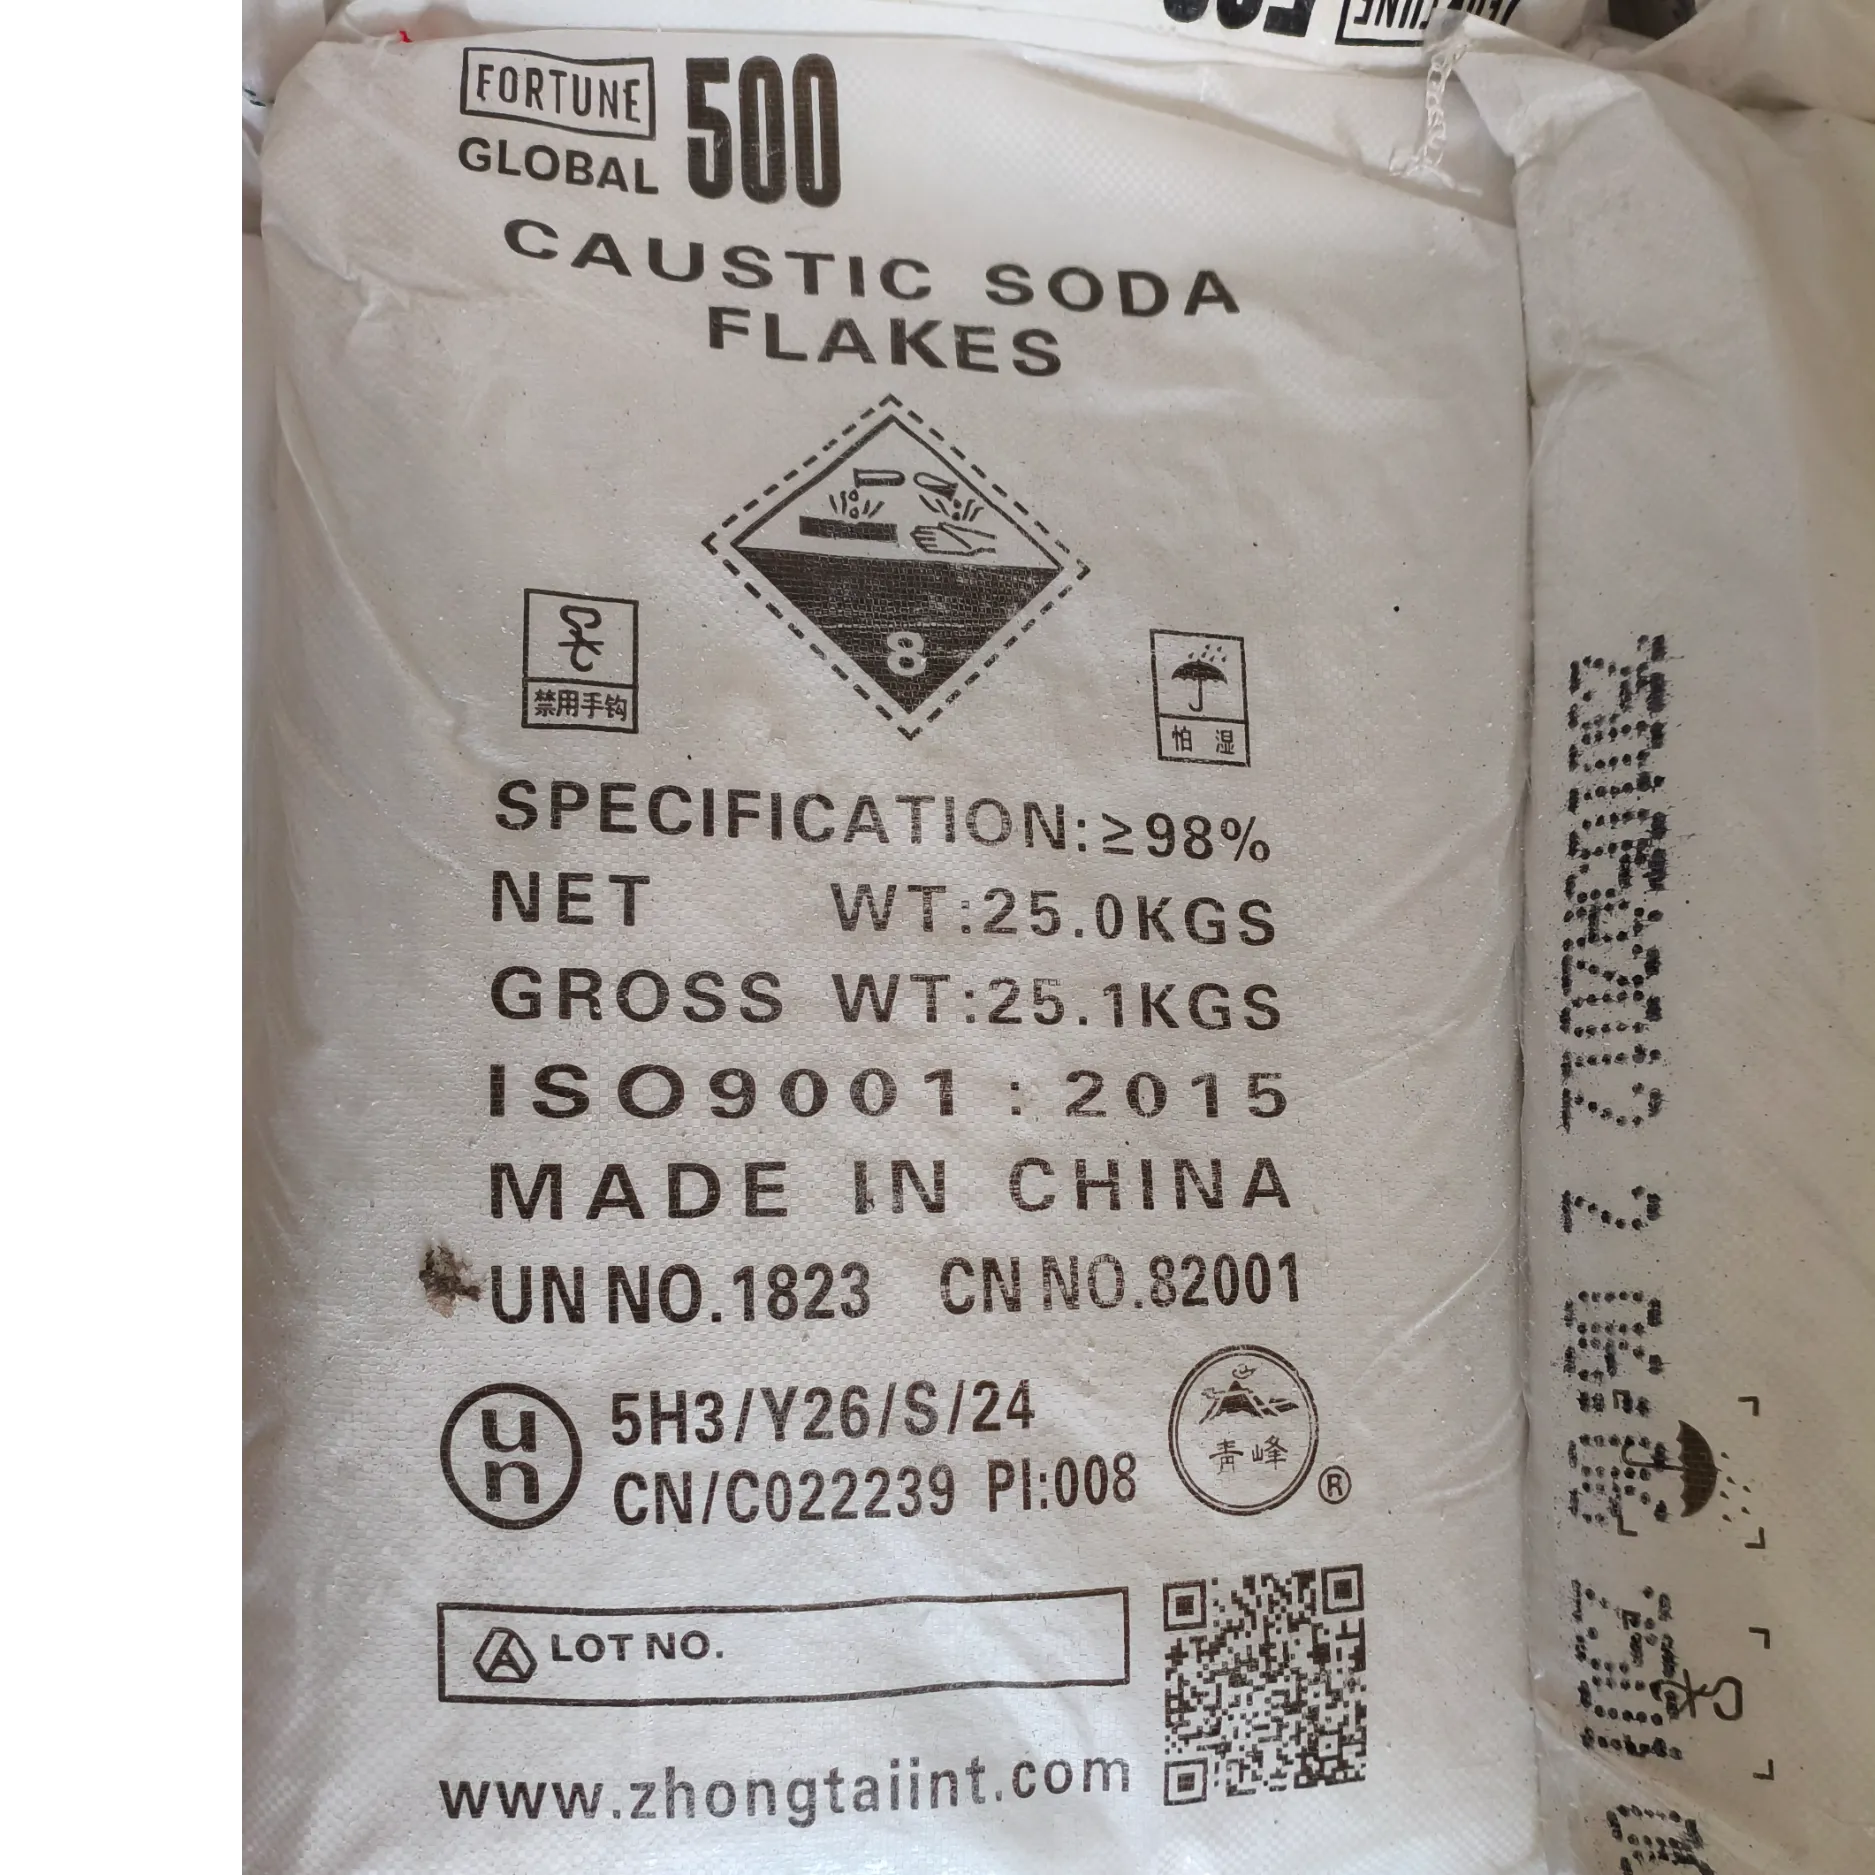 FORTUNE
GLOBAL 500
CAUSTIC SODA
FLAKES
8
禁用手钩
怕 湿
SPECIFICATION:≥98%
NET WT:25.0KGS
GROSS WT:25.1KGS
ISO9001:2015
MADE IN CHINA
UN NO.1823 CN NO.82001
un 5H3/Y26/S/24
CN/C022239 PI:008
青峰 ®
LOT NO.
www.zhongtaiint.com